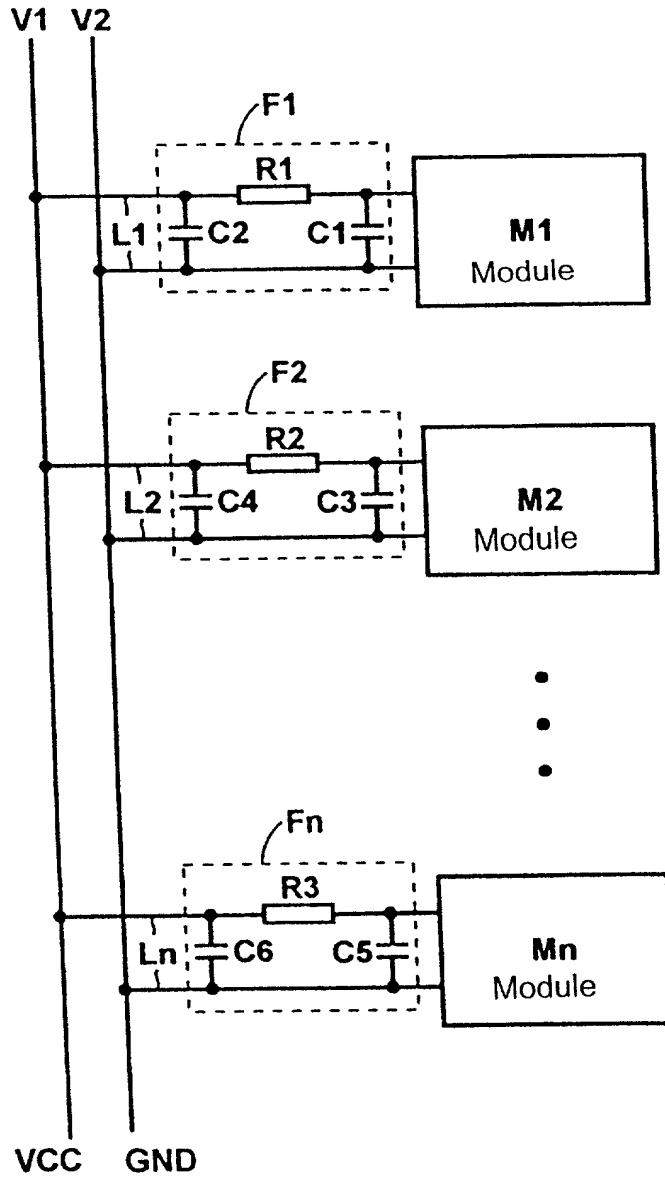 V1 V2
F1
R1
L1 C2 C1
M1
Module
F2
R2
L2 C4 C3
M2
Module
Fn
R3
Ln C6 C5
Mn
Module
VCC GND